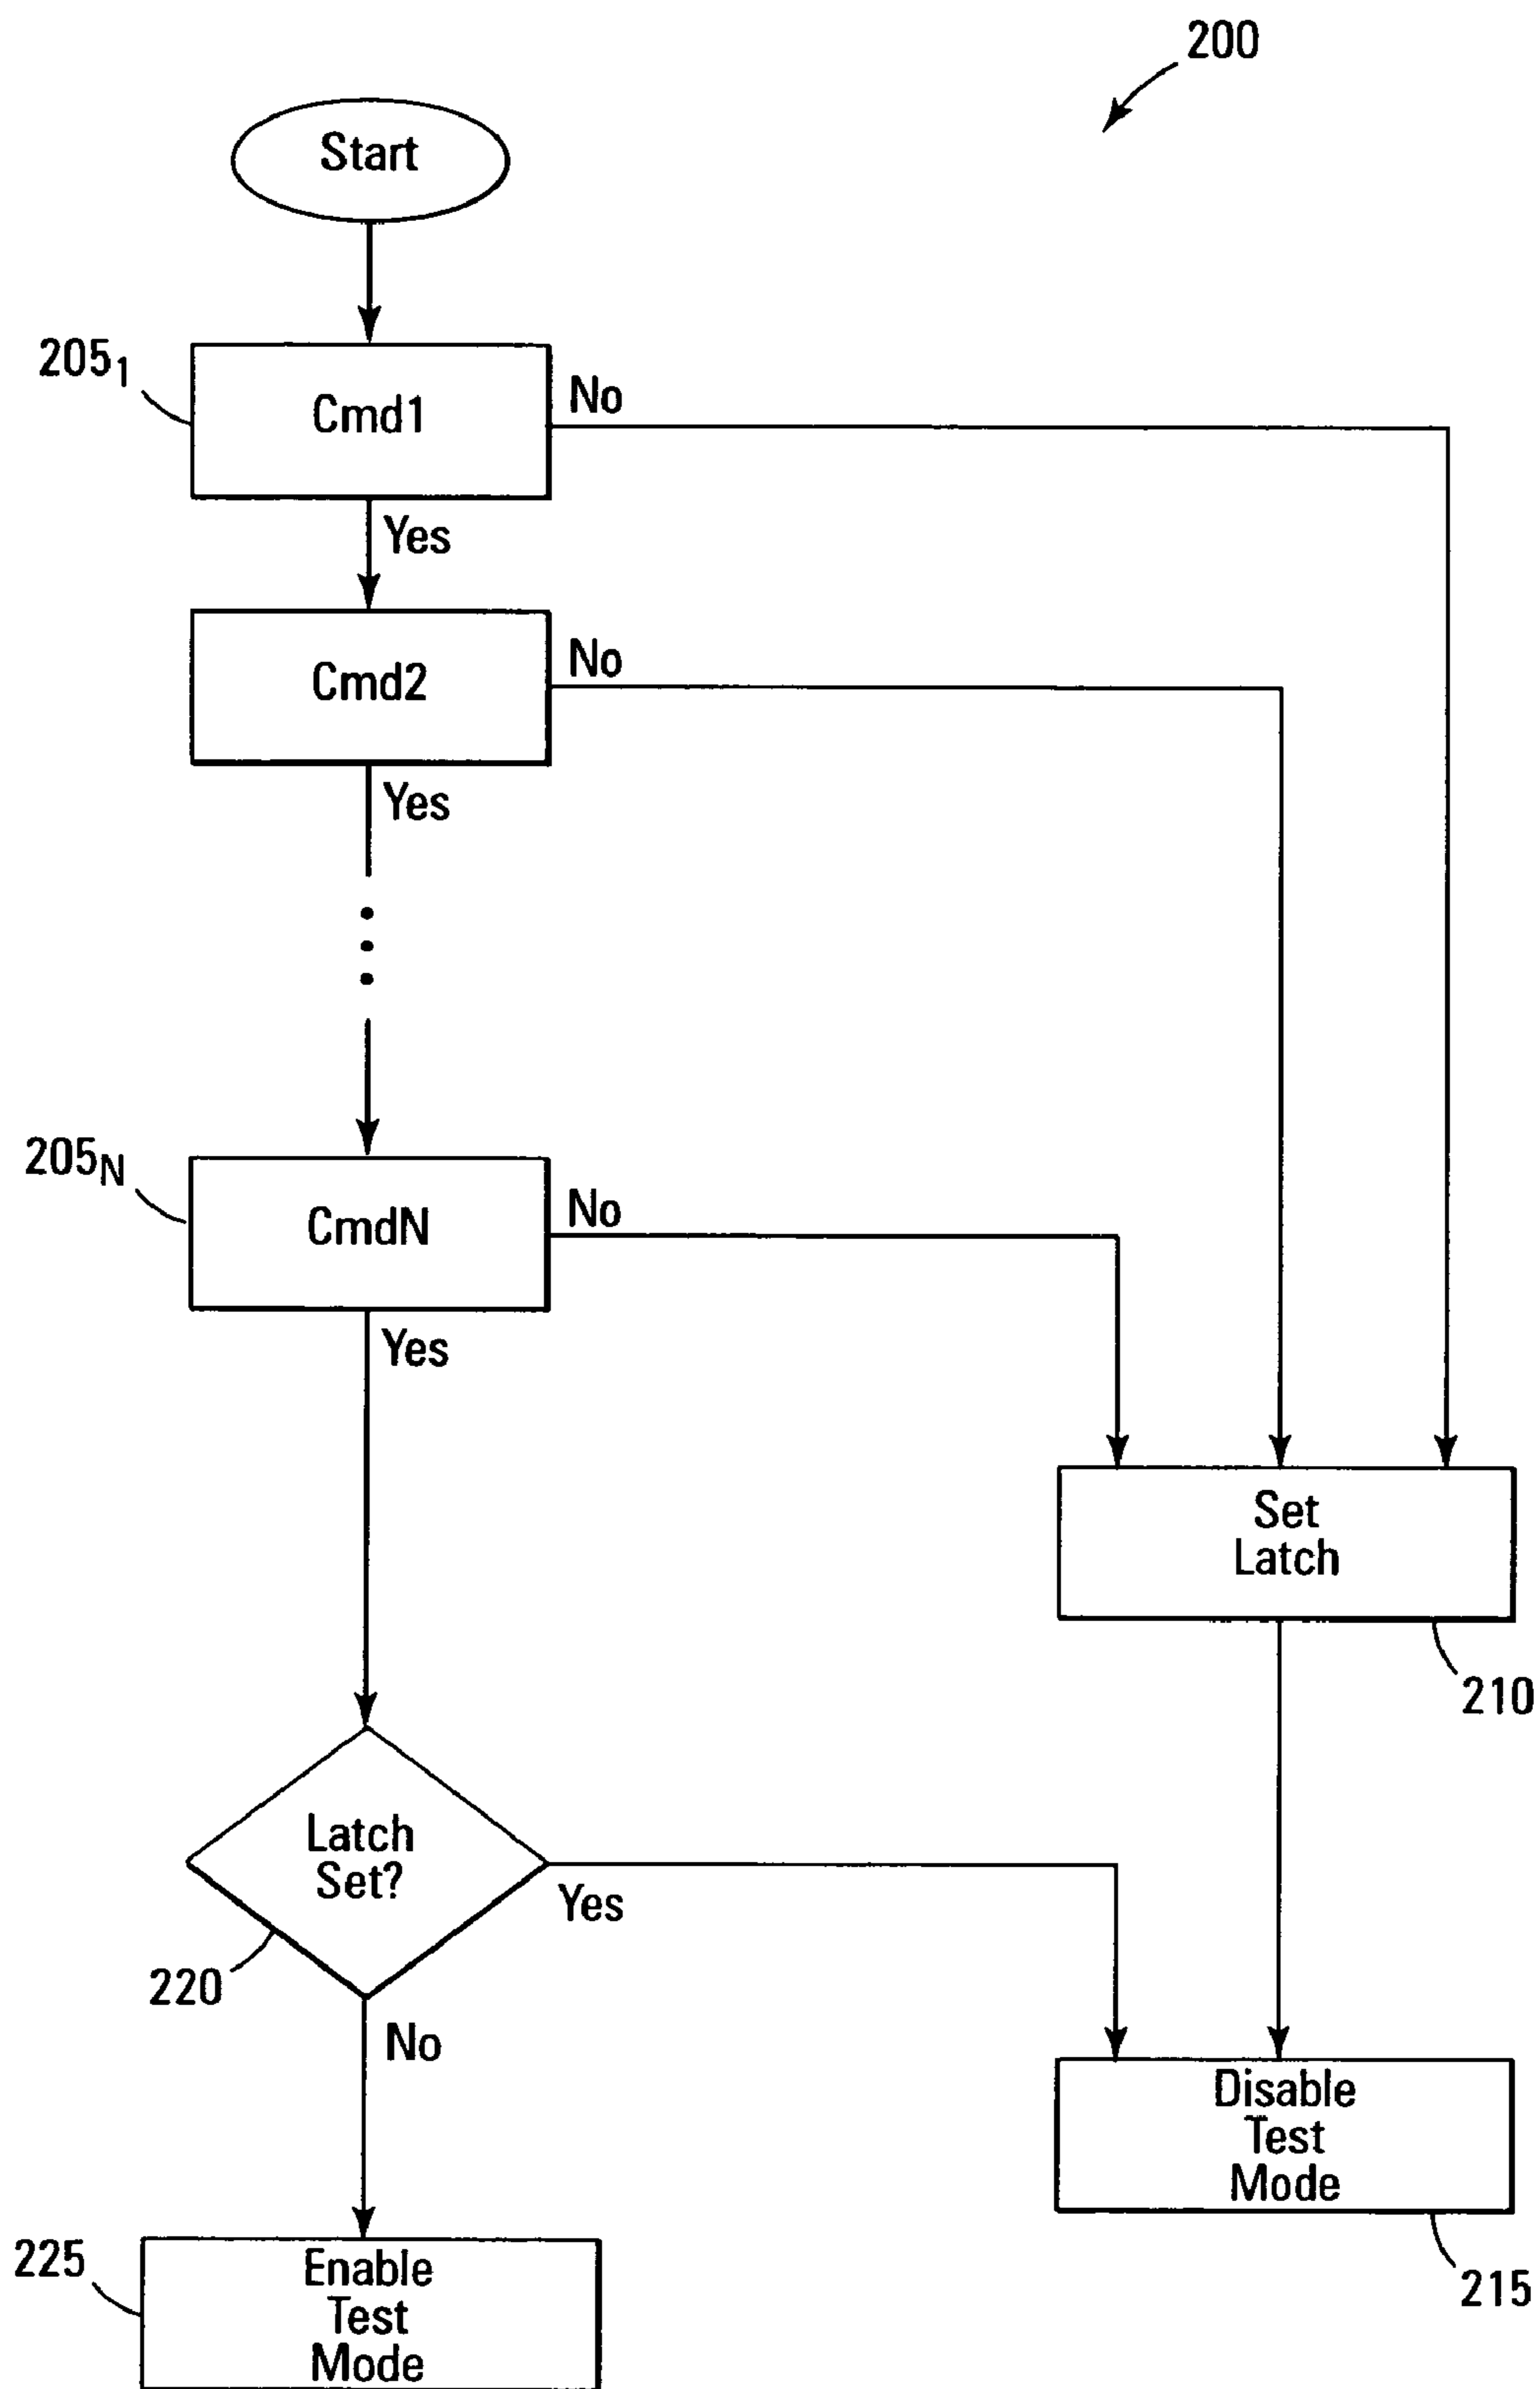 200
Start
205₁
Cmd1
No
Yes
Cmd2
No
Yes
205N
CmdN
No
Yes
Set
Latch
210
Latch
Set?
Yes
220
No
Disable
Test
Mode
215
225
Enable
Test
Mode